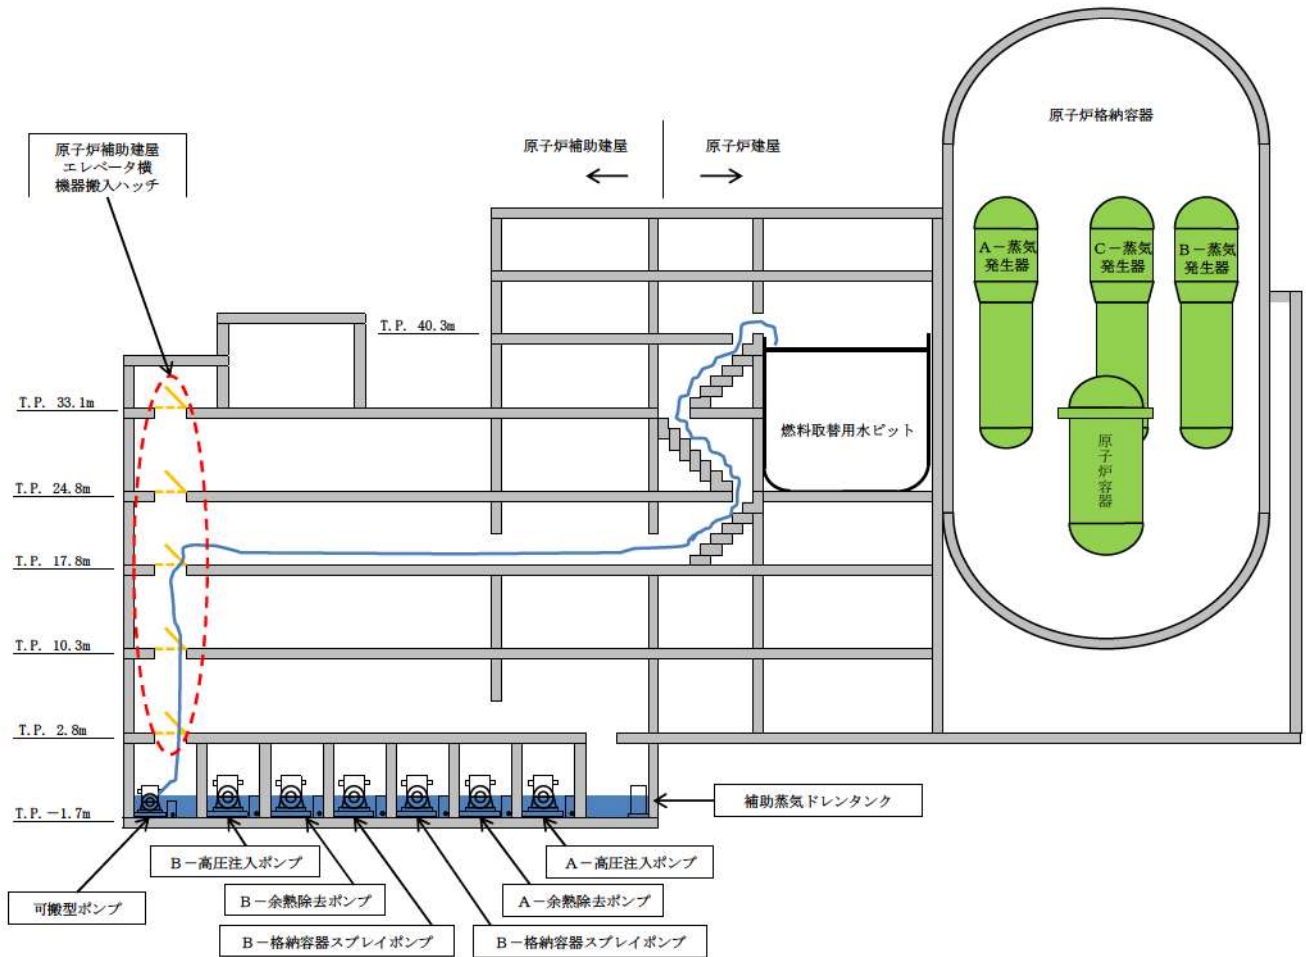 原子炉格納容器
原子炉補助建屋
エレベータ横
機器搬入ハッチ
原子炉補助建屋
原子炉建屋
A－蒸気
発生器
C－蒸気
発生器
B－蒸気
発生器
T.P. 40.3m
T.P. 33.1m
燃料取替用水ピット
原子炉容器
T.P. 24.8m
T.P. 17.8m
T.P. 10.3m
T.P. 2.8m
T.P.－1.7m
補助蒸気ドレンタンク
B－高圧注入ポンプ
A－高圧注入ポンプ
可搬型ポンプ
B－余熱除去ポンプ
A－余熱除去ポンプ
B－格納容器スプレイポンプ
B－格納容器スプレイポンプ